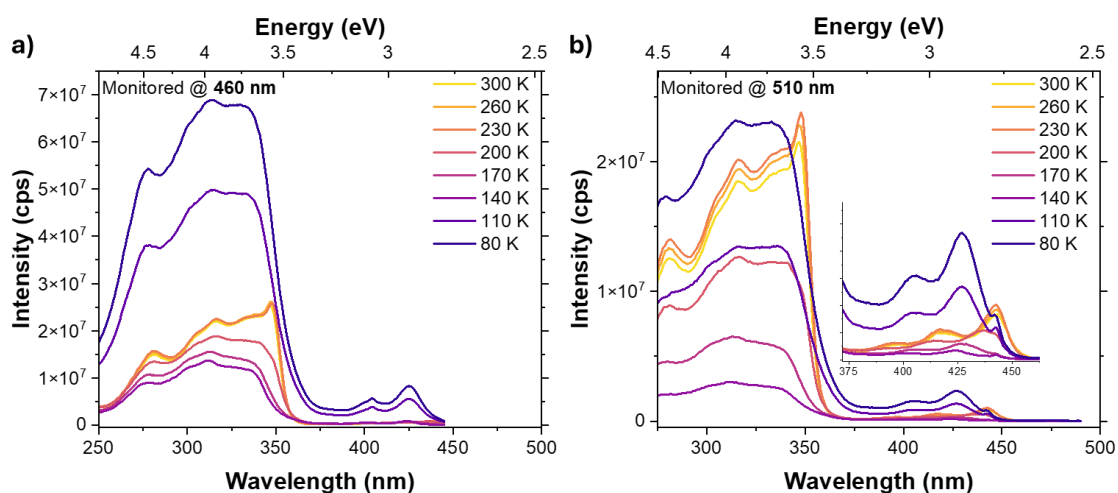 a)
Energy (eV)
4.5 4 3.5 3 2.5
Monitored @ 460 nm
300 K
260 K
230 K
200 K
170 K
140 K
110 K
80 K
7×10⁷
6×10⁷
5×10⁷
4×10⁷
3×10⁷
2×10⁷
1×10⁷
0
Intensity (cps)
250 300 350 400 450 500
Wavelength (nm)
b)
Energy (eV)
4.5 4 3.5 3 2.5
Monitored @ 510 nm
300 K
260 K
230 K
200 K
170 K
140 K
110 K
80 K
2×10⁷
1×10⁷
0
Intensity (cps)
375 400 425 450
300 350 400 450 500
Wavelength (nm)